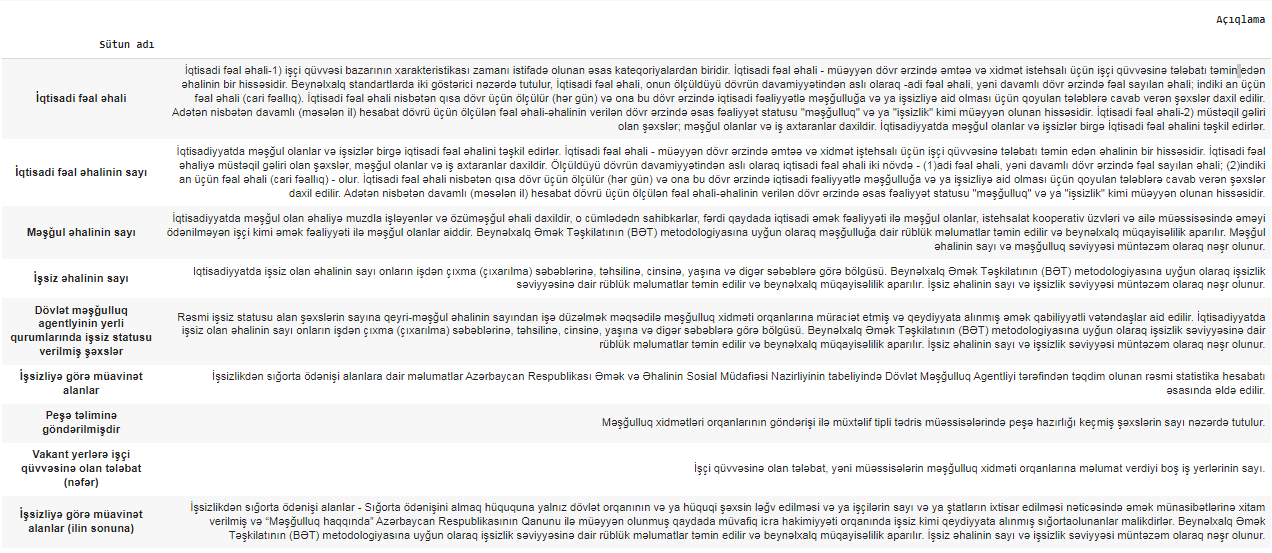 Açıqlama
Sütun adı
İqtisadi fəal əhali
İqtisadi fəal əhali-1) işçi qüvvəsi bazarının xarakteristikası zamanı istifadə olunan əsas kateqoriyalardan biridir. İqtisadi fəal əhali - müəyyən dövr ərzində əmtəə və xidmət istehsalı üçün işçi qüvvəsinə tələbatı təmin edən
əhalinin bir hissəsidir. Beynəlxalq standartlarda iki göstərici nəzərdə tutulur, İqtisadi fəal əhali, onun ölçüldüyü dövrün davamiyyətindən aslı olaraq -adi fəal əhali, yeni davamlı dövr ərzində fəal sayılan əhali; indiki an üçün
fəal əhali (cari fəallıq). İqtisadi fəal əhali nisbətən qısa dövr üçün ölçülür (hər gün) və ona bu dövr ərzində iqtisadi fəaliyyətlə məşğulluğa və ya işsizliyə aid olması üçün qoyulan tələblərə cavab verən şəxslər daxil edilir.
Adətən nisbətən davamlı (məsələn il) hesabat dövrü üçün ölçülən fəal əhali-əhalinin verilən dövr ərzində əsas fəaliyyət statusu "məşğulluq" və ya "işsizlik" kimi müəyyən olunan hissəsidir. İqtisadi fəal əhali-2) müstəqil gəliri
olan şəxslər; məşğul olanlar və iş axtaranlar daxildir. İqtisadiyyatda məşğul olanlar və işsizlər birgə İqtisadi fəal əhalini təşkil edirlər.
İqtisadi fəal əhalinin sayı
İqtisadiyyatda məşğul olanlar və işsizlər birgə iqtisadi fəal əhalini təşkil edirlər. İqtisadi fəal əhali - müəyyən dövr ərzində əmtəə və xidmət iştehsalı üçün işçi qüvvəsinə tələbatı təmin edən əhalinin bir hissəsidir. İqtisadi fəal
əhaliyə müstəqil gəliri olan şəxslər, məşğul olanlar və iş axtaranlar daxildir. Ölçüldüyü dövrün davamiyyətindən aslı olaraq iqtisadi fəal əhali iki növdə - (1)adi fəal əhali, yəni davamlı dövr ərzində fəal sayılan əhali; (2)indiki
an üçün fəal əhali (cari fəallıq) - olur. İqtisadi fəal əhali nisbətən qısa dövr üçün ölçülür (hər gün) və ona bu dövr ərzində iqtisadi fəaliyyətlə məşğulluğa və ya işsizliyə aid olması üçün qoyulan tələblərə cavab verən şəxslər
daxil edilir. Adətən nisbətən davamlı (məsələn il) hesabat dövrü üçün ölçülən fəal əhali-əhalinin verilən dövr ərzində əsas fəaliyyət statusu "məşğulluq" və ya "işsizlik" kimi müəyyən olunan hissəsidir.
Məşğul əhalinin sayı
İqtisadiyyatda məşğul olan əhaliyə muzdla işləyənlər və özüməşğul əhali daxildir, o cümlədədn sahibkarlar, fərdi qaydada iqtisadi əmək fəaliyyəti ilə məşğul olanlar, istehsalat kooperativ üzvləri və ailə müəssisəsində əməyi
ödənilməyən işçi kimi əmək fəaliyyəti ilə məşğul olanlar aiddir. Beynəlxalq Əmək Təşkilatının (BƏT) metodologiyasına uyğun olaraq məşğulluğa dair rüblük məlumatlar təmin edilir və beynəlxalq müqayisəlilik aparılır. Məşğul
əhalinin sayı və məşğulluq səviyyəsi müntəzəm olaraq nəşr olunur.
İşsiz əhalinin sayı
Iqtisadiyyatda işsiz olan əhalinin sayı onların işdən çıxma (çıxarılma) səbəblərinə, təhsilinə, cinsinə, yaşına və digər səbəblərə görə bölgüsü. Beynəlxalq Əmək Təşkilatının (BƏT) metodologiyasına uyğun olaraq işsizlik
səviyyəsinə dair rüblük məlumatlar təmin edilir və beynəlxalq müqayisəlilik aparılır. İşsiz əhalinin sayı və işsizlik səviyyəsi müntəzəm olaraq nəşr olunur.
Dövlət məşğulluq
agentlyinin yerli
qurumlarında işsiz statusu
verilmiş şəxslər
Rəsmi işsiz statusu alan şəxslərin sayına qeyri-məşğul əhalinin sayından işə düzəlmək məqsədilə məşğulluq xidməti orqanlarına müraciət etmiş və qeydiyyata alınmış əmək qabiliyyətli vətəndaşlar aid edilir. İqtisadiyyatda
işsiz olan əhalinin sayı onların işdən çıxma (çıxarılma) səbəblərinə, təhsilinə, cinsinə, yaşına və digər səbəblərə görə bölgüsü. Beynəlxalq Əmək Təşkilatının (BƏT) metodologiyasına uyğun olaraq işsizlik səviyyəsinə dair
rüblük məlumatlar təmin edilir və beynəlxalq müqayisəlilik aparılır. İşsiz əhalinin sayı və işsizlik səviyyəsi müntəzəm olaraq nəşr olunur.
İşsizliyə görə müavinət
alanlar
İşsizlikdən sığorta ödənişi alanlara dair məlumatlar Azərbaycan Respublikası Əmək və Əhalinin Sosial Müdafiəsi Nazirliyinin tabeliyində Dövlət Məşğulluq Agentliyi tərəfindən təqdim olunan rəsmi statistika hesabatı
əsasında əldə edilir.
Peşə təliminə
göndərilmişdir
Məşğulluq xidmətləri orqanlarının göndərişi ilə müxtəlif tipli tədris müəssisələrində peşə hazırlığı keçmiş şəxslərin sayı nəzərdə tutulur.
Vakant yerlərə işçi
qüvvəsinə olan tələbat
(nəfər)
İşçi qüvvəsinə olan tələbat, yəni müəssisələrin məşğulluq xidməti orqanlarına məlumat verdiyi boş iş yerlərinin sayı.
İşsizliyə görə müavinət
alanlar (ilin sonuna)
İşsizlikdən sığorta ödənişi alanlar - Sığorta ödənişini almaq hüququna yalnız dövlət orqanının və ya hüquqi şəxsin ləğv edilməsi və ya işçilərin sayı və ya ştatların ixtisar edilməsi nəticəsində əmək münasibətlərinə xitam
verilmiş və “Məşğulluq haqqında” Azərbaycan Respublikasının Qanunu ilə müəyyən olunmuş qaydada müvafiq icra hakimiyyəti orqanında işsiz kimi qeydiyyata alınmış sığortaolunanlar malikdirlər. Beynəlxalq Əmək
Təşkilatının (BƏT) metodologiyasına uyğun olaraq işsizlik səviyyəsinə dair rüblük məlumatlar təmin edilir və beynəlxalq müqayisəlilik aparılır. İşsiz əhalinin sayı və işsizlik səviyyəsi müntəzəm olaraq nəşr olunur.